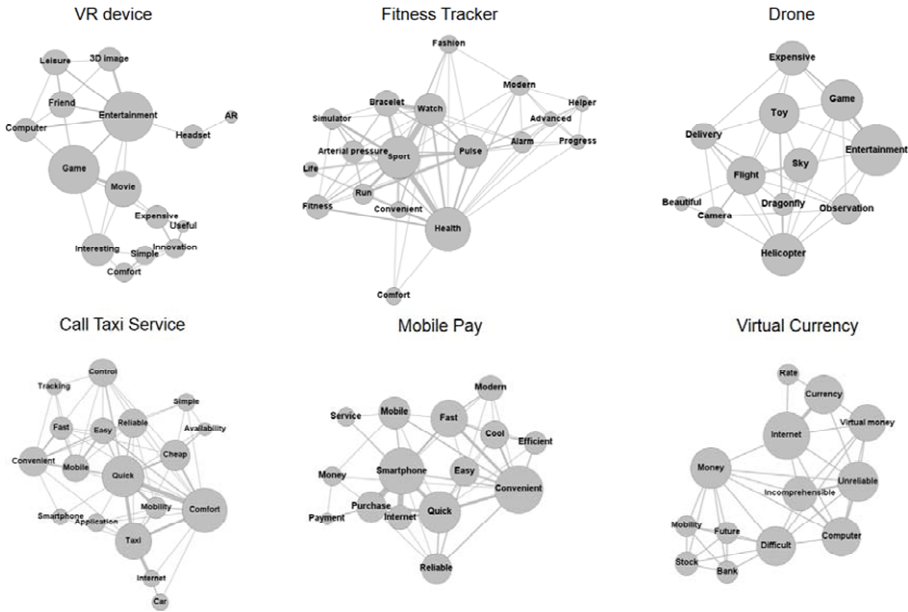 VR device
Fitness Tracker
Drone
Leisure
3D image
Friend
Entertainment
Computer
AR
Headset
Game
Movie
Expensive
Useful
Interesting
Simple
Innovation
Comfort
Fashion
Modern
Bracelet
Watch
Helper
Simulator
Advanced
Arterial pressure
Sport
Pulse
Alarm
Progress
Life
Run
Fitness
Convenient
Health
Comfort
Expensive
Toy
Game
Delivery
Entertainment
Flight
Sky
Beautiful
Dragonfly
Camera
Observation
Helicopter
Call Taxi Service
Mobile Pay
Virtual Currency
Control
Tracking
Simple
Fast
Easy
Reliable
Availability
Convenient
Mobile
Cheap
Quick
Smartphone
Application
Mobility
Comfort
Taxi
Internet
Car
Modern
Service
Mobile
Fast
Cool
Efficient
Money
Smartphone
Easy
Convenient
Purchase
Payment
Internet
Quick
Reliable
Rate
Currency
Internet
Virtual money
Money
Incomprehensible
Unreliable
Mobility
Future
Difficult
Computer
Stock
Bank